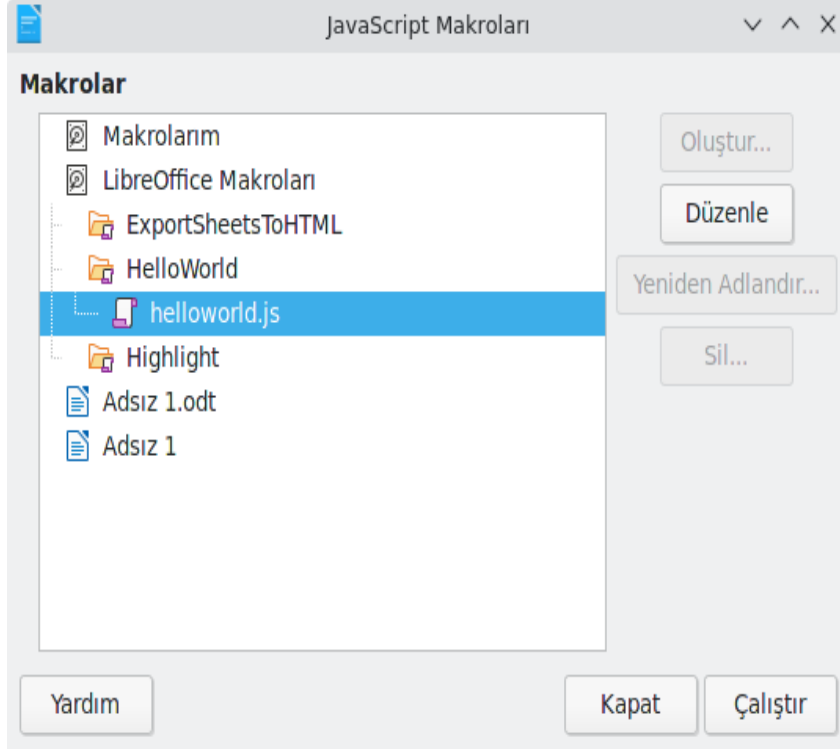 JavaScript Makroları
Makrolar
Makrolarım
LibreOffice Makroları
ExportSheetsToHTML
HelloWorld
helloworld.js
Highlight
Adsız 1.odt
Adsız 1
Oluştur...
Düzenle
Yeniden Adlandır...
Sil...
Yardım
Kapat
Çalıştır